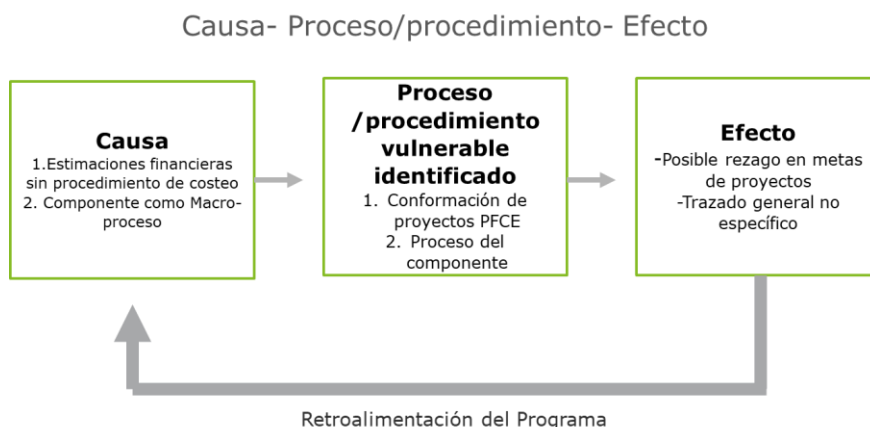 Causa- Proceso/procedimiento- Efecto
Causa
1.Estimaciones financieras
sin procedimiento de costeo
2. Componente como Macro-
proceso
Proceso
/procedimiento
vulnerable
identificado
1. Conformación de
proyectos PFCE
2. Proceso del
componente
Efecto
-Posible rezago en metas
de proyectos
-Trazado general no
específico
Retroalimentación del Programa